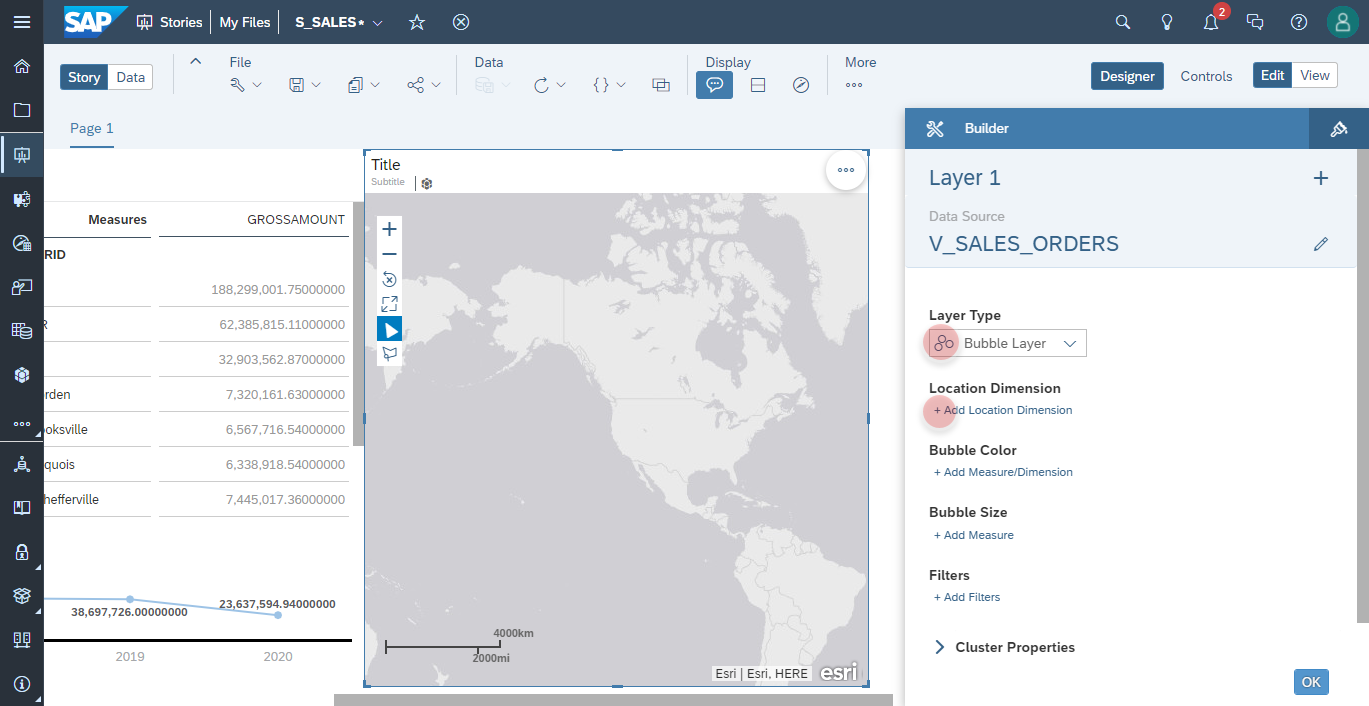 SAP Stories My Files S_SALES* 2
Story Data
File
Data
Display
More
Designer Controls Edit View
Page 1
Builder
Layer 1
Data Source
V_SALES_ORDERS
Layer Type
Bubble Layer
Location Dimension
+ Add Location Dimension
Bubble Color
+ Add Measure/Dimension
Bubble Size
+ Add Measure
Filters
+ Add Filters
Cluster Properties
OK
Title
Subtitle
4000km
2000mi
Esri | Esri, HERE esri
Measures GROSSAMOUNT
RID
188,299,001.75000000
R 62,385,815.11000000
32,903,562.87000000
rden 7,320,161.63000000
oksville 6,567,716.54000000
quois 6,338,918.54000000
hefferville 7,445,017.36000000
38,697,726.00000000 23,637,594.94000000
2019 2020